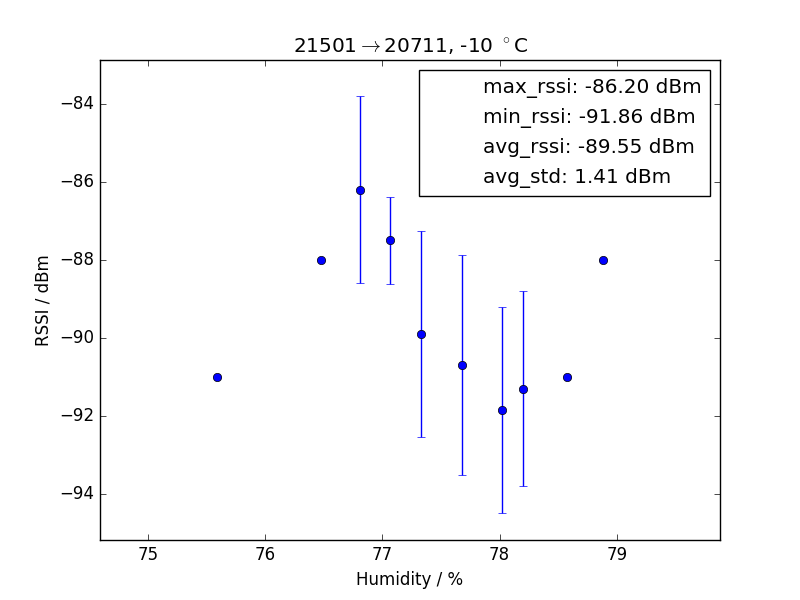 21501→20711, -10 °C
max_rssi: -86.20 dBm
min_rssi: -91.86 dBm
avg_rssi: -89.55 dBm
avg_std: 1.41 dBm
−84
−86
−88
−90
−92
−94
RSSI / dBm
75 76 77 78 79
Humidity / %